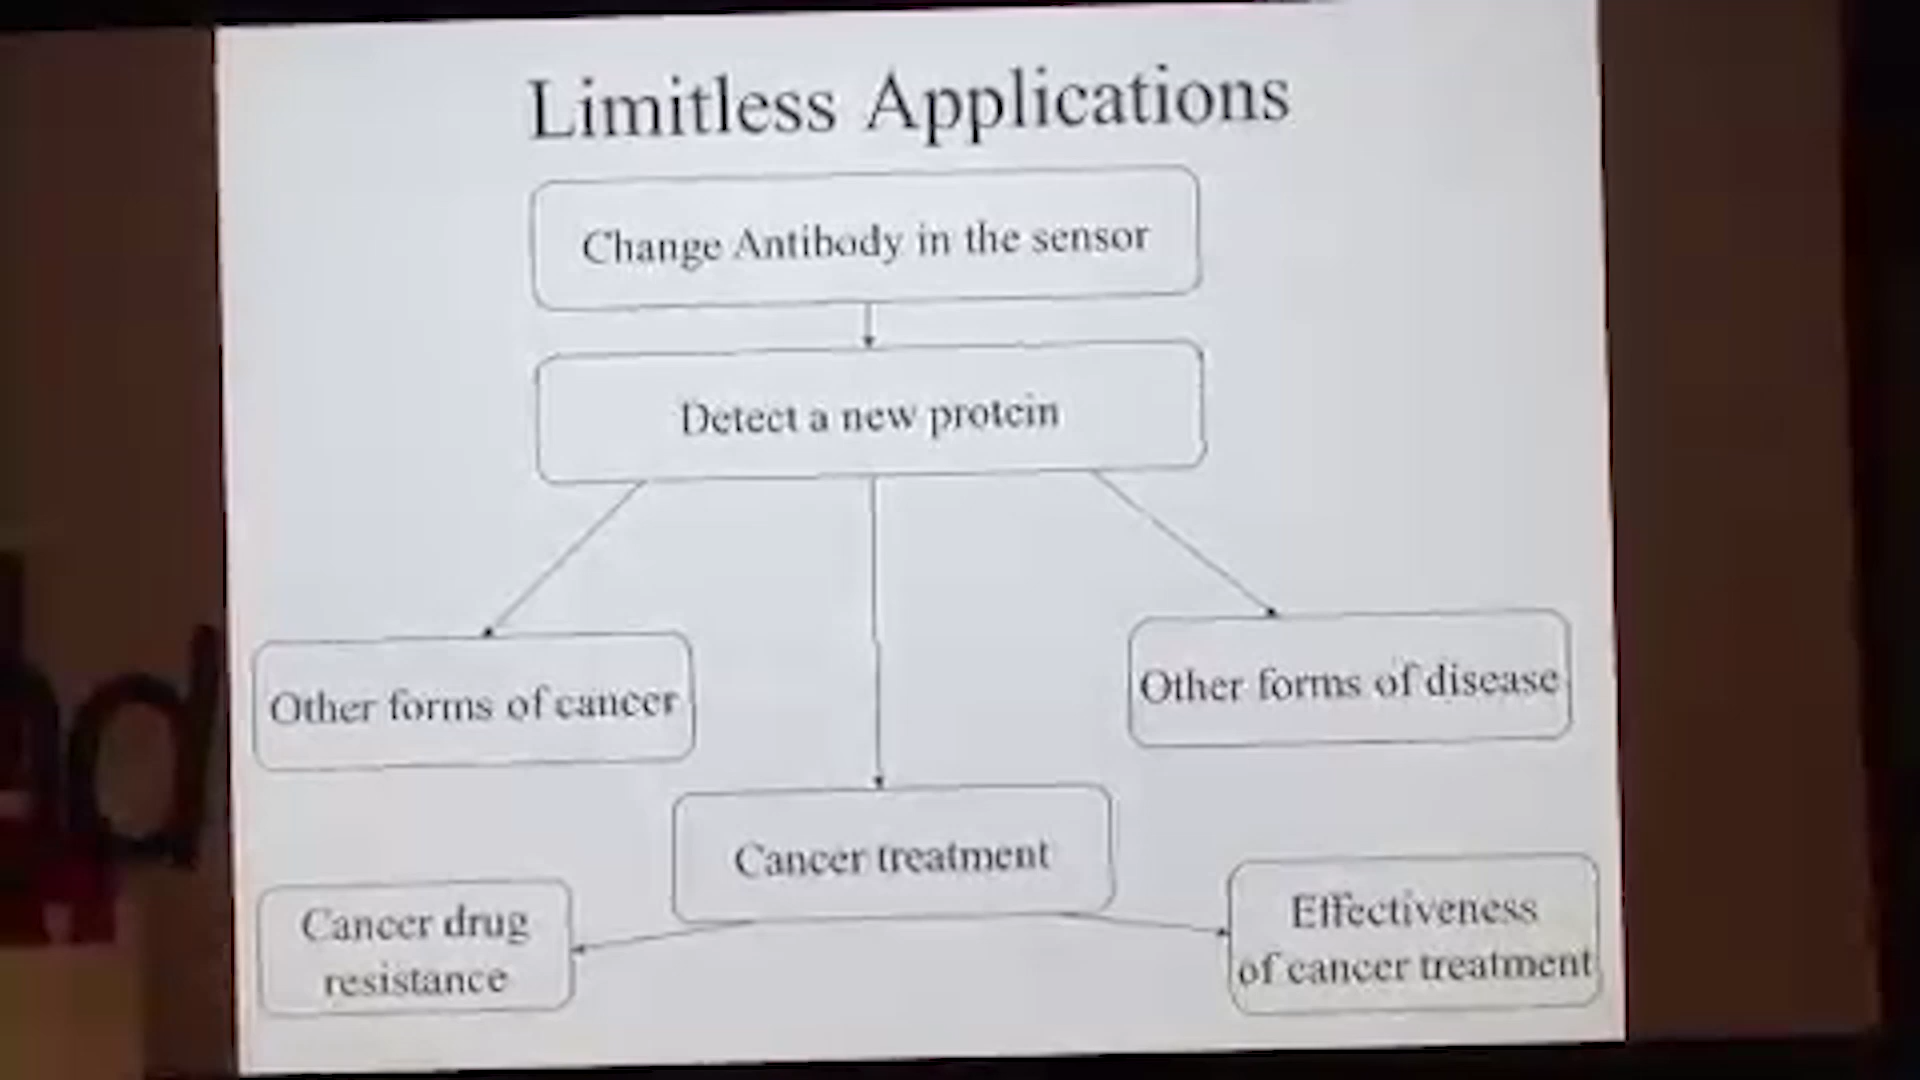 Limitless Applications
Change Antibody in the sensor
Detect a new protein
Other forms of cancer
Other forms of disease
Cancer treatment
Cancer drug
resistance
Effectiveness
of cancer treatment
d